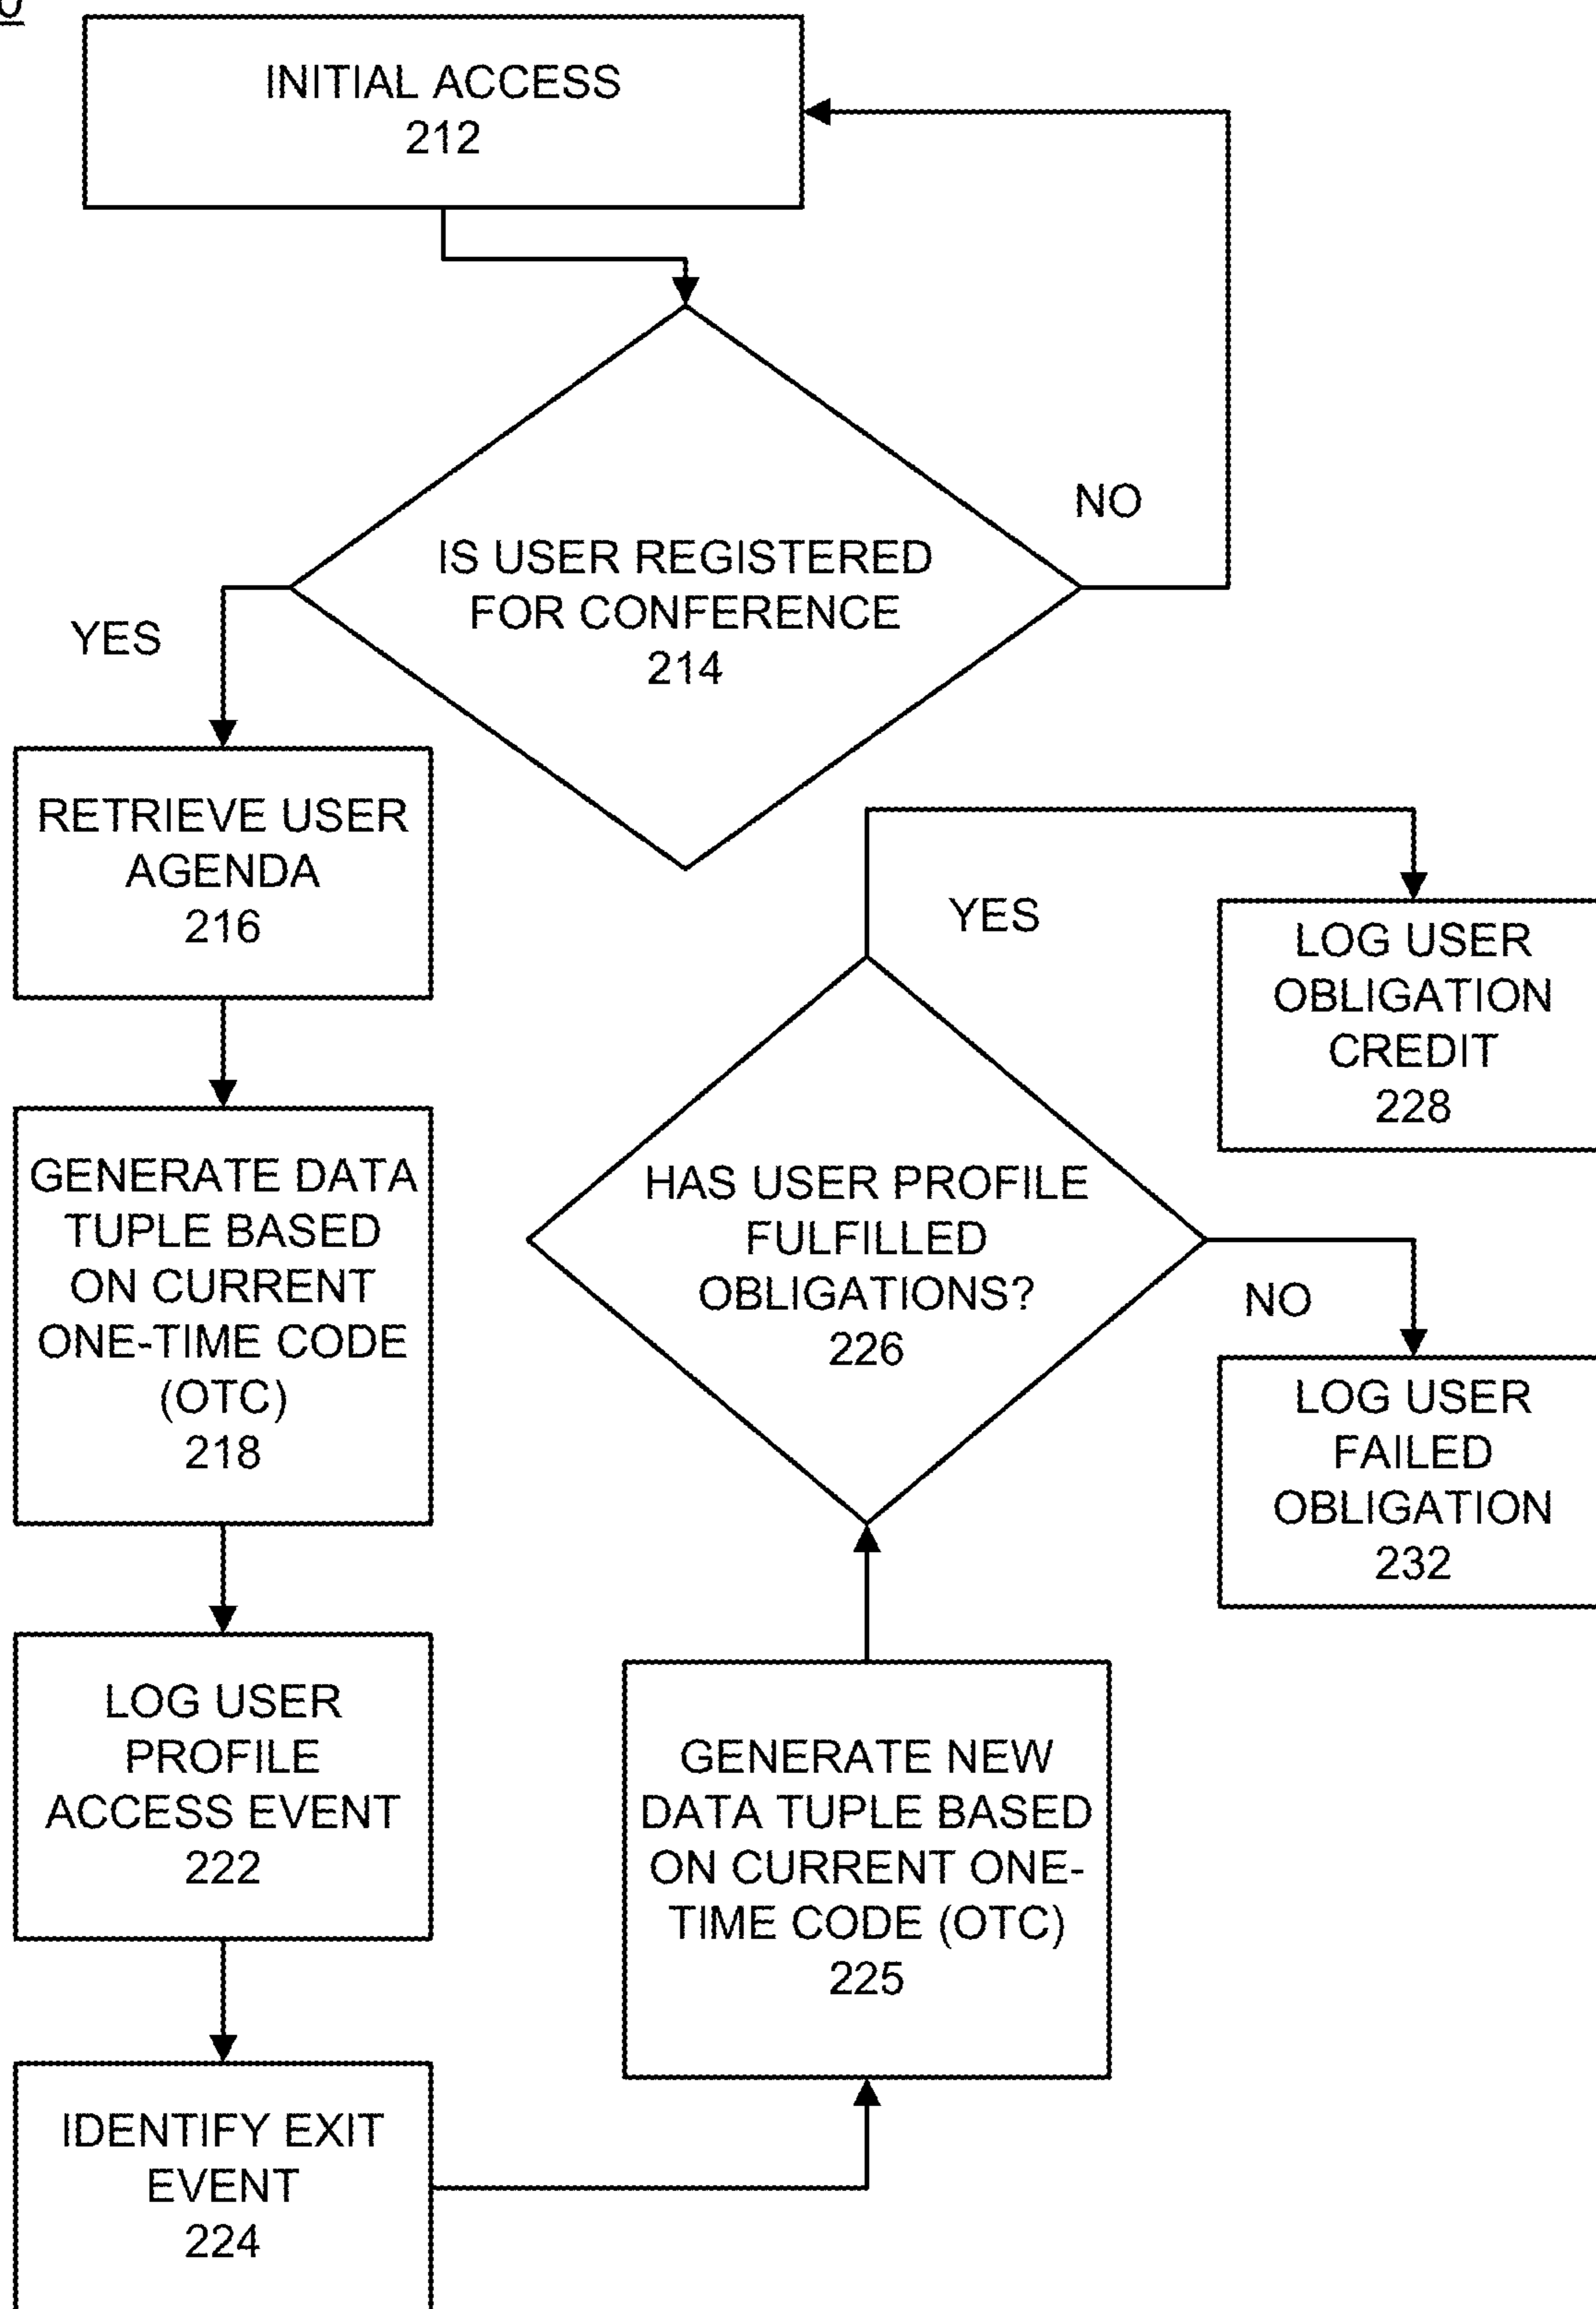 INITIAL ACCESS
212
IS USER REGISTERED
FOR CONFERENCE
214
NO
YES
RETRIEVE USER
AGENDA
216
GENERATE DATA
TUPLE BASED
ON CURRENT
ONE-TIME CODE
(OTC)
218
LOG USER
PROFILE
ACCESS EVENT
222
IDENTIFY EXIT
EVENT
224
GENERATE NEW
DATA TUPLE BASED
ON CURRENT ONE-
TIME CODE (OTC)
225
HAS USER PROFILE
FULFILLED
OBLIGATIONS?
226
YES
LOG USER
OBLIGATION
CREDIT
228
NO
LOG USER
FAILED
OBLIGATION
232